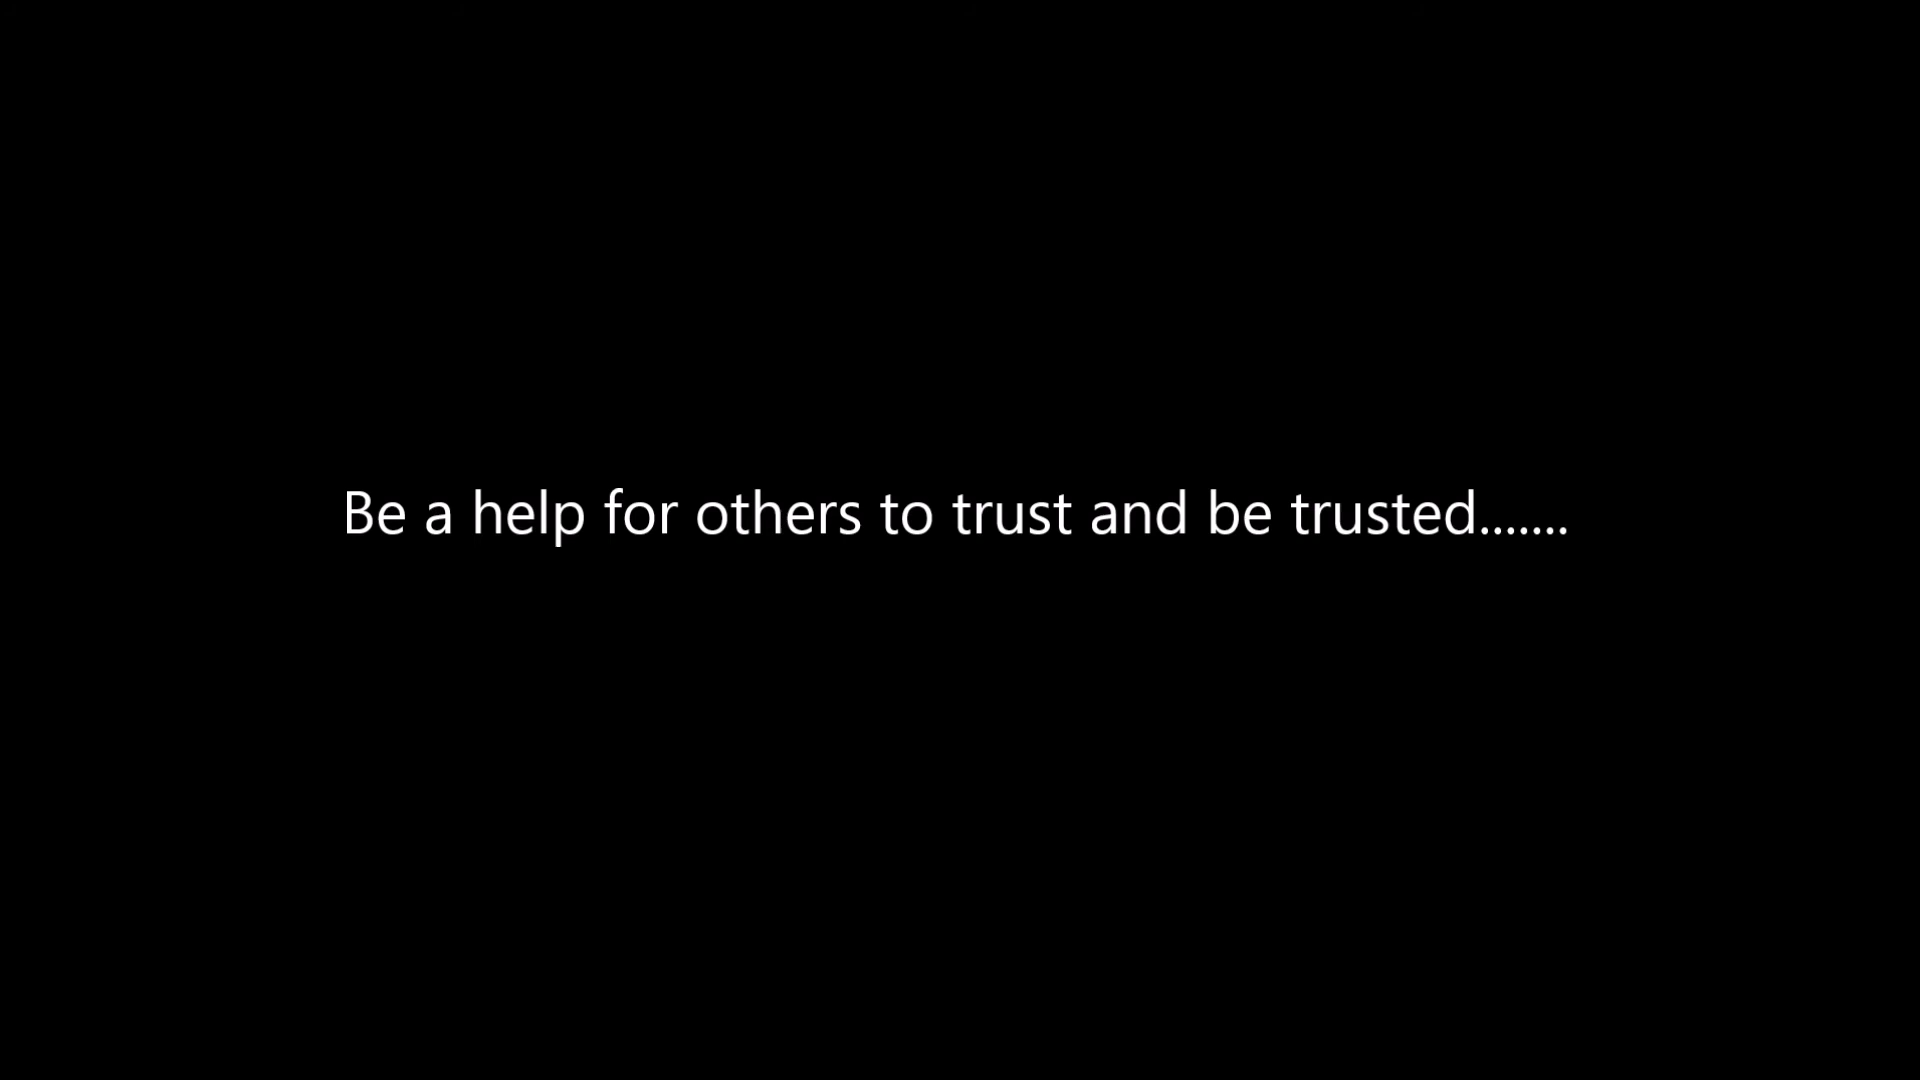 Be a help for others to trust and be trusted.......